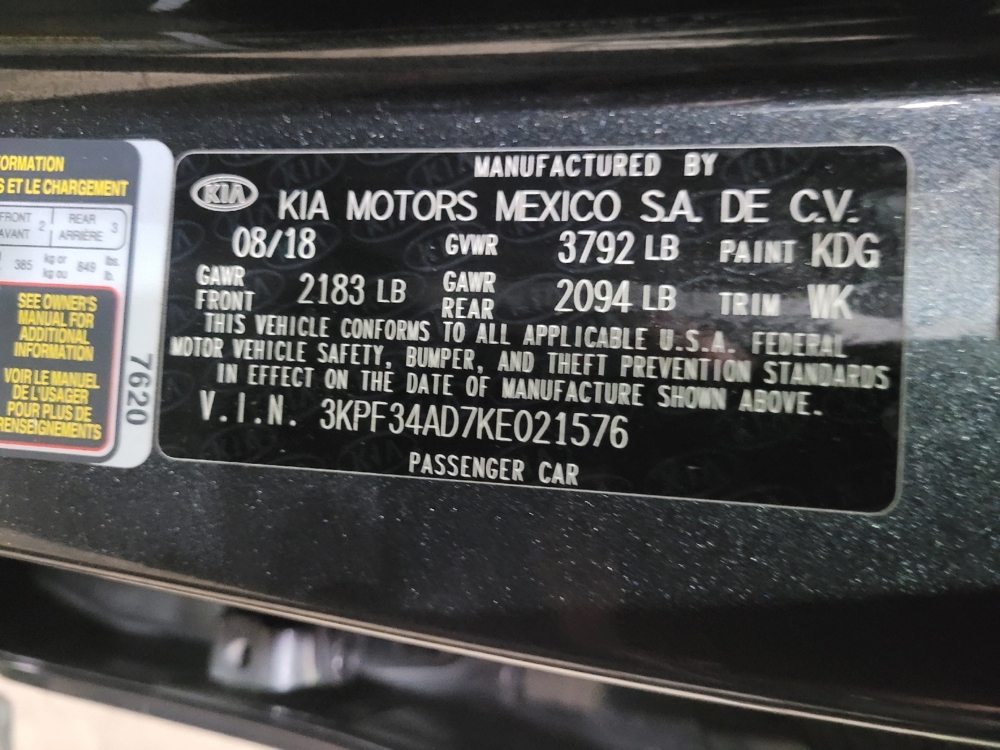 ORMATION
S ET LE CHARGEMENT
FRONT 2 REAR 3
AVANT ARRIÈRE
385 kg or kg ou 849 lbs. lb.
SEE OWNER'S
MANUAL FOR
ADDITIONAL
INFORMATION
VOIR LE MANUEL
DE L'USAGER
POUR PLUS DE
RENSEIGNEMENTS
7620
MANUFACTURED BY
KIA KIA MOTORS MEXICO S.A. DE C.V.
08/18 GVWR 3792 LB PAINT KDG
GAWR FRONT 2183 LB GAWR REAR 2094 LB TRIM WK
THIS VEHICLE CONFORMS TO ALL APPLICABLE U.S.A. FEDERAL
MOTOR VEHICLE SAFETY, BUMPER, AND THEFT PREVENTION STANDARDS
IN EFFECT ON THE DATE OF MANUFACTURE SHOWN ABOVE.
V.I.N. 3KPF34AD7KE021576
PASSENGER CAR